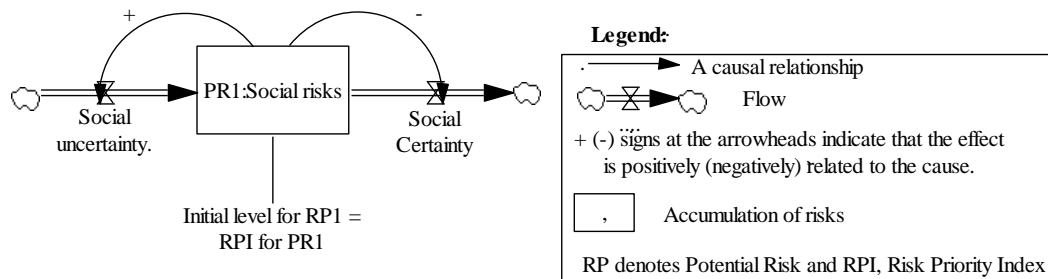 +
-
PR1:Social risks
Social
uncertainty.
Social
Certainty
Initial level for RP1 =
RPI for PR1
Legend:
A causal relationship
Flow
+ (-) signs at the arrowheads indicate that the effect
is positively (negatively) related to the cause.
,
Accumulation of risks
RP denotes Potential Risk and RPI, Risk Priority Index